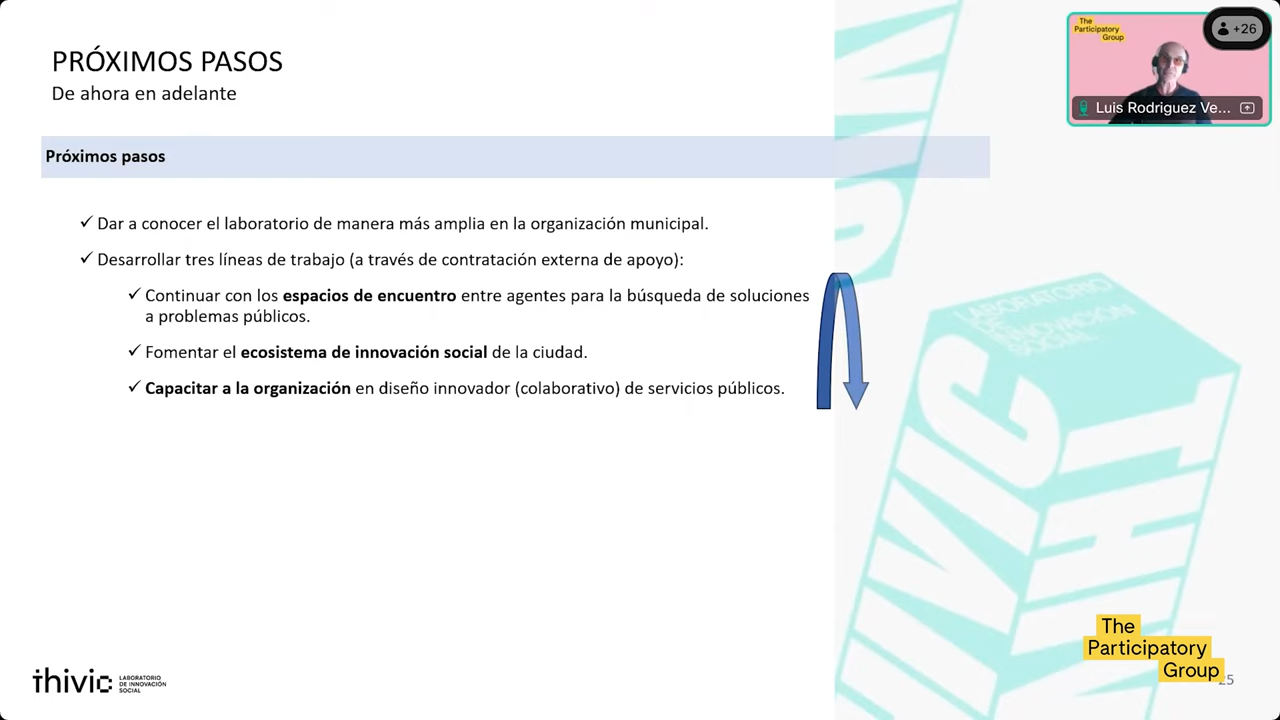 PRÓXIMOS PASOS
De ahora en adelante
The
Participatory
Group
+26
Luis Rodriguez Ve...
Próximos pasos
✓ Dar a conocer el laboratorio de manera más amplia en la organización municipal.
✓ Desarrollar tres líneas de trabajo (a través de contratación externa de apoyo):
✓ Continuar con los espacios de encuentro entre agentes para la búsqueda de soluciones
a problemas públicos.
✓ Fomentar el ecosistema de innovación social de la ciudad.
✓ Capacitar a la organización en diseño innovador (colaborativo) de servicios públicos.
LABORATORIO
DE INNOVACIÓN
SOCIAL
thivic
LABORATORIO
DE INNOVACIÓN
SOCIAL
The
Participatory
Group
25